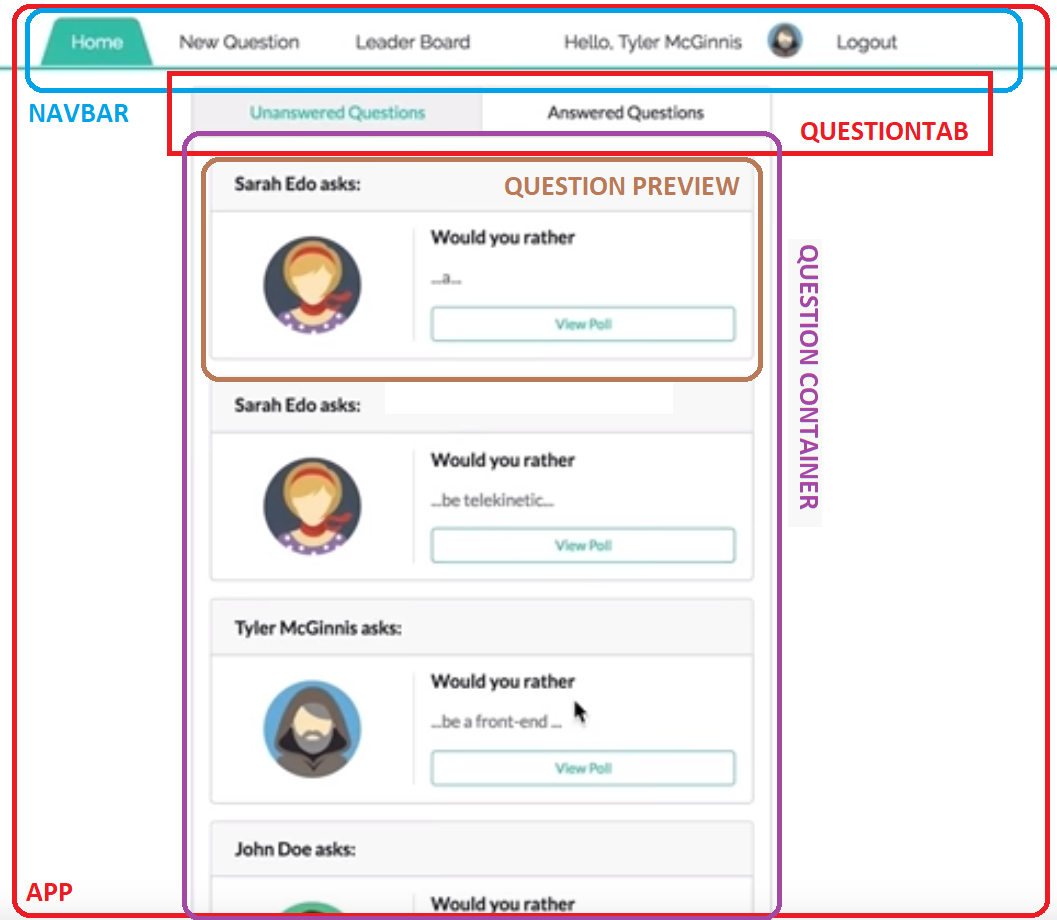 Home New Question Leader Board Hello, Tyler McGinnis Logout
NAVBAR
Unanswered Questions Answered Questions
QUESTIONTAB
Sarah Edo asks: QUESTION PREVIEW
Would you rather
...a...
View Poll
QUESTION CONTAINER
Sarah Edo asks:
Would you rather
...be telekinetic...
View Poll
Tyler McGinnis asks:
Would you rather
...be a front-end ...
View Poll
John Doe asks:
Would you rather
APP